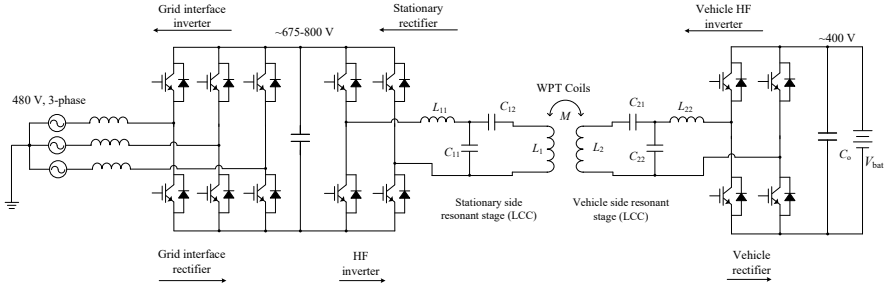 Grid interface
inverter
~675-800 V
Stationary
rectifier
Vehicle HF
inverter
~400 V
480 V, 3-phase
L11
C12
WPT Coils
M
C21
L22
C11
L1
L2
C22
Co
Vbat
Stationary side
resonant stage (LCC)
Vehicle side resonant
stage (LCC)
Grid interface
rectifier
HF
inverter
Vehicle
rectifier